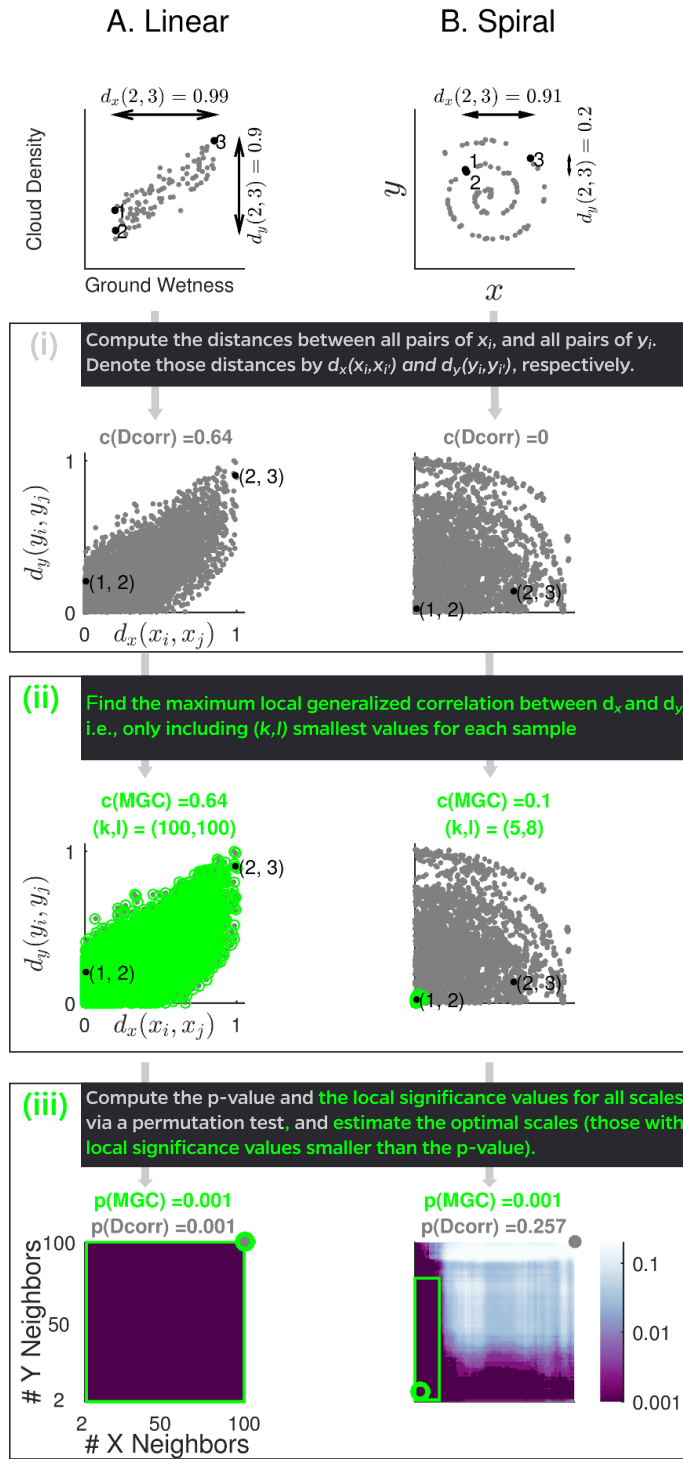 A. Linear
B. Spiral
d_x(2, 3) = 0.99
d_x(2, 3) = 0.91
Cloud Density
1
2
3
d_y(2, 3) = 0.9
y
1
2
3
d_y(2, 3) = 0.2
Ground Wetness
x
(i)
Compute the distances between all pairs of x_i, and all pairs of y_i.
Denote those distances by d_x(x_i,x_i') and d_y(y_i,y_i'), respectively.
c(Dcorr) =0.64
c(Dcorr) =0
1
d_y(y_i, y_j)
0
(2, 3)
(1, 2)
0
d_x(x_i, x_j)
1
(2, 3)
(1, 2)
(ii)
Find the maximum local generalized correlation between d_x and d_y,
i.e., only including (k,l) smallest values for each sample
c(MGC) =0.64
(k,l) = (100,100)
c(MGC) =0.1
(k,l) = (5,8)
1
d_y(y_i, y_j)
0
(2, 3)
(1, 2)
0
d_x(x_i, x_j)
1
(2, 3)
(1, 2)
(iii)
Compute the p-value and the local significance values for all scales
via a permutation test, and estimate the optimal scales (those with
local significance values smaller than the p-value).
p(MGC) =0.001
p(Dcorr) =0.001
p(MGC) =0.001
p(Dcorr) =0.257
# Y Neighbors
100
50
2
2
50
100
# X Neighbors
0.1
0.01
0.001